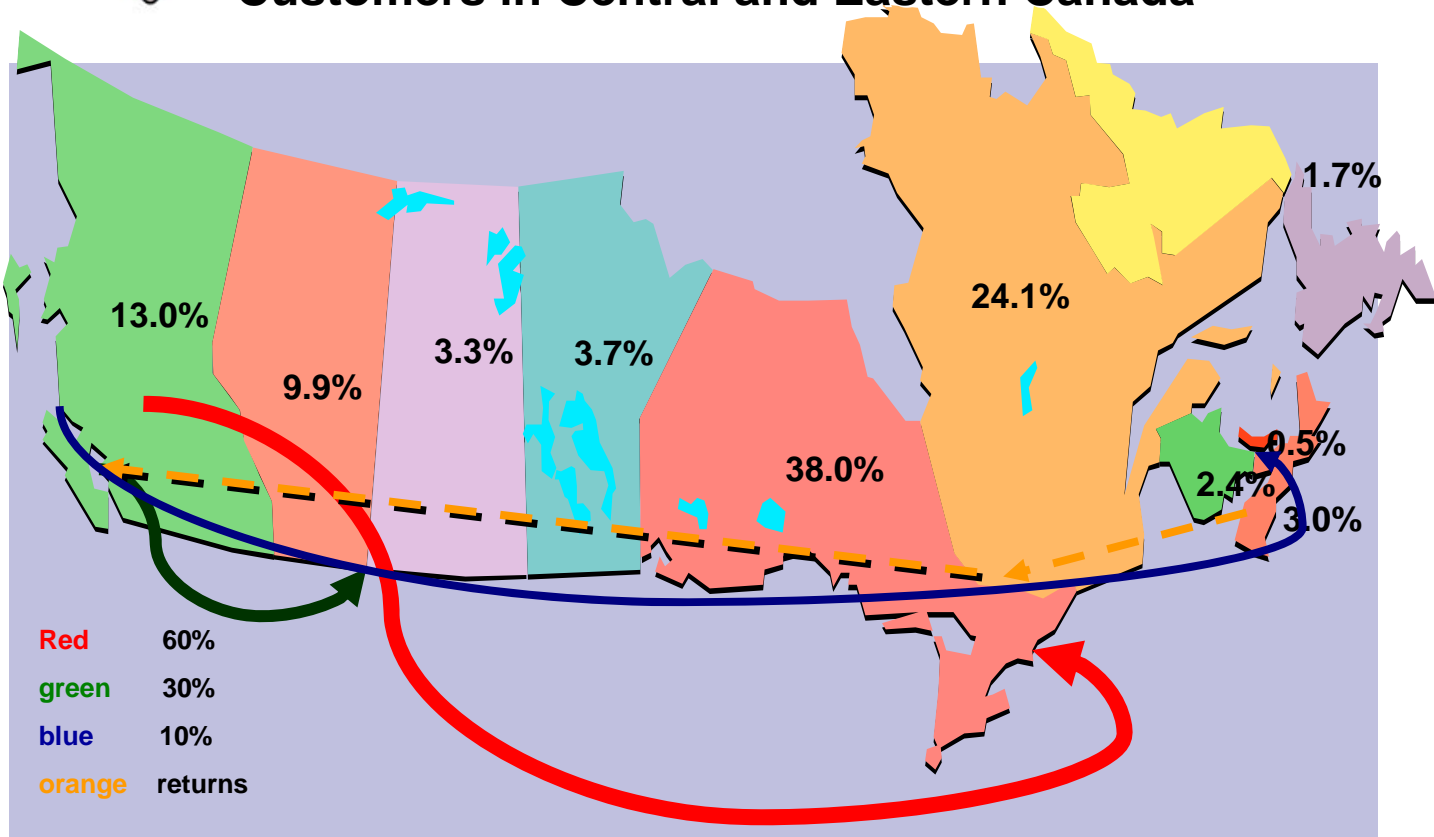 Customers in Central and Eastern Canada
1.7%
24.1%
13.0%
3.3%
3.7%
9.9%
0.5%
38.0%
2.4%
3.0%
Red 60%
green 30%
blue 10%
orange returns